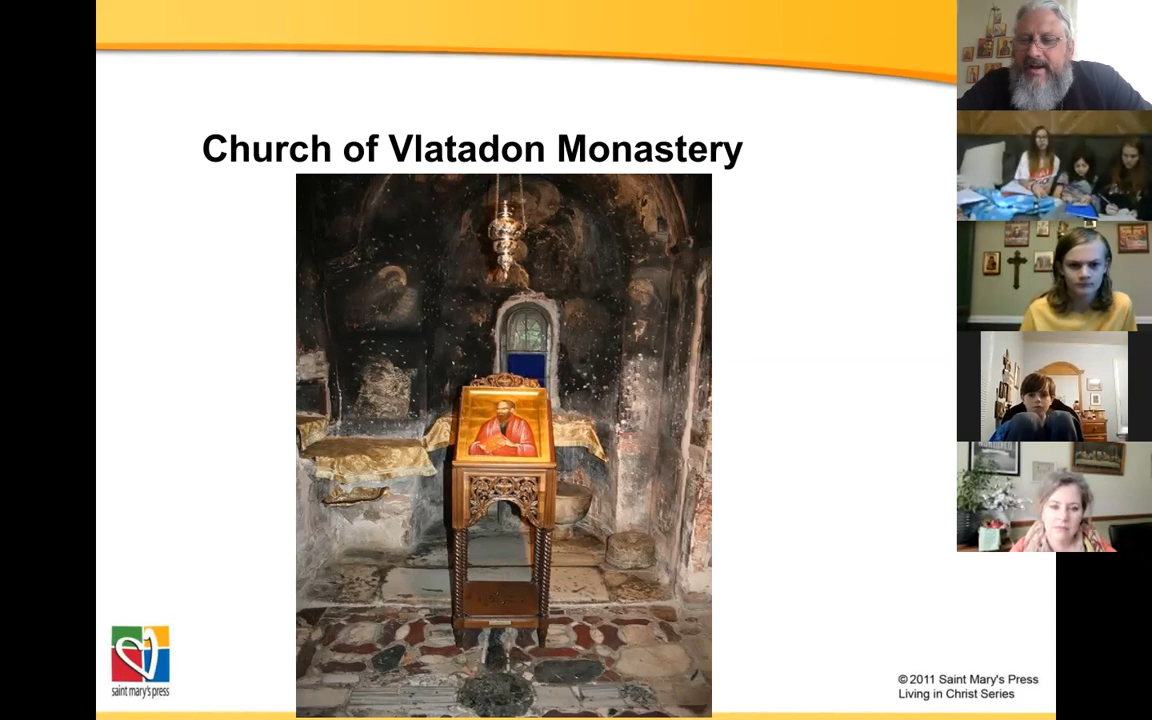 Church of Vlatadon Monastery
saint mary's press
© 2011 Saint Mary's Press
Living in Christ Series